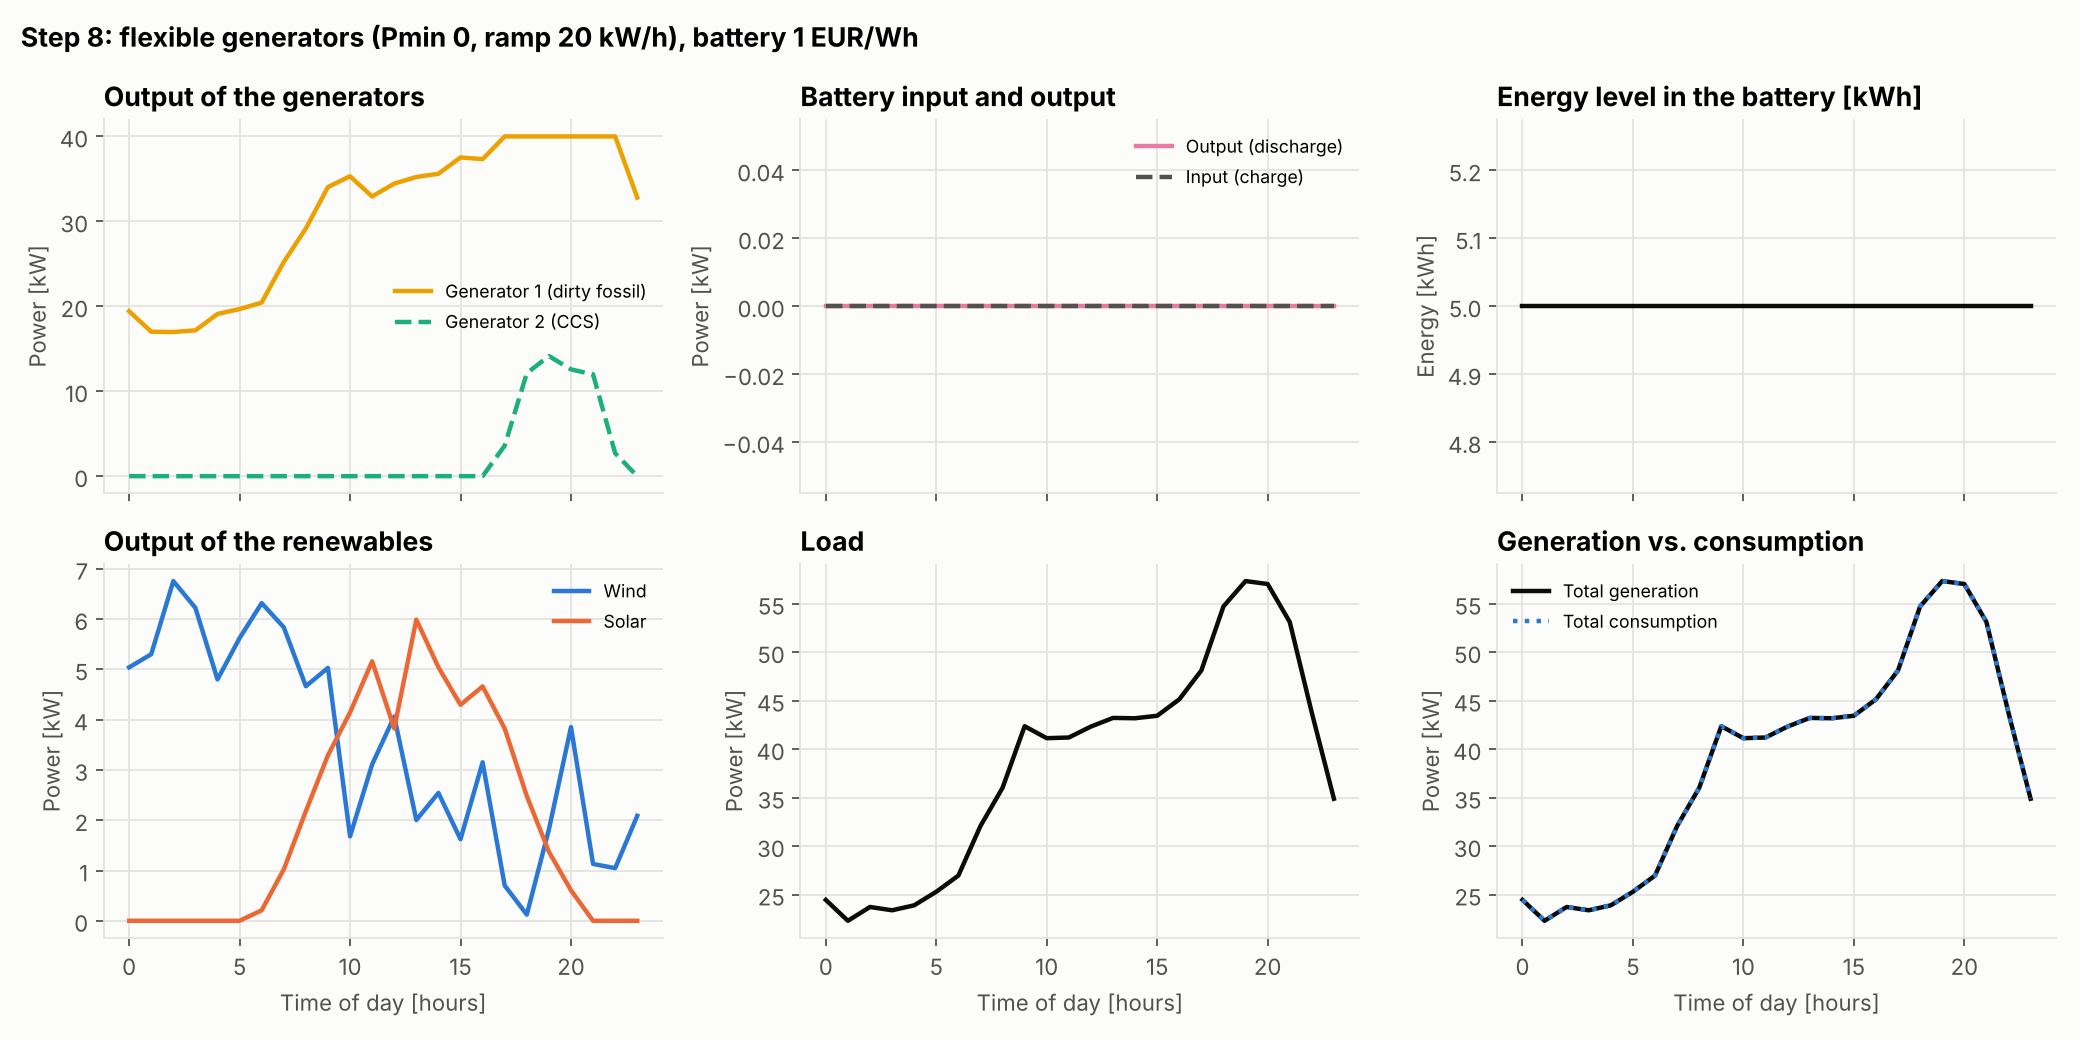 Step 8: flexible generators (Pmin 0, ramp 20 kW/h), battery 1 EUR/Wh
Output of the generators
40
30
20
10
0
Power [kW]
Generator 1 (dirty fossil)
Generator 2 (CCS)
Battery input and output
0.04
0.02
0.00
−0.02
−0.04
Power [kW]
Output (discharge)
Input (charge)
Energy level in the battery [kWh]
5.2
5.1
5.0
4.9
4.8
Energy [kWh]
Output of the renewables
7
6
5
4
3
2
1
0
Power [kW]
Wind
Solar
0 5 10 15 20
Time of day [hours]
Load
55
50
45
40
35
30
25
Power [kW]
0 5 10 15 20
Time of day [hours]
Generation vs. consumption
55
50
45
40
35
30
25
Power [kW]
Total generation
Total consumption
0 5 10 15 20
Time of day [hours]